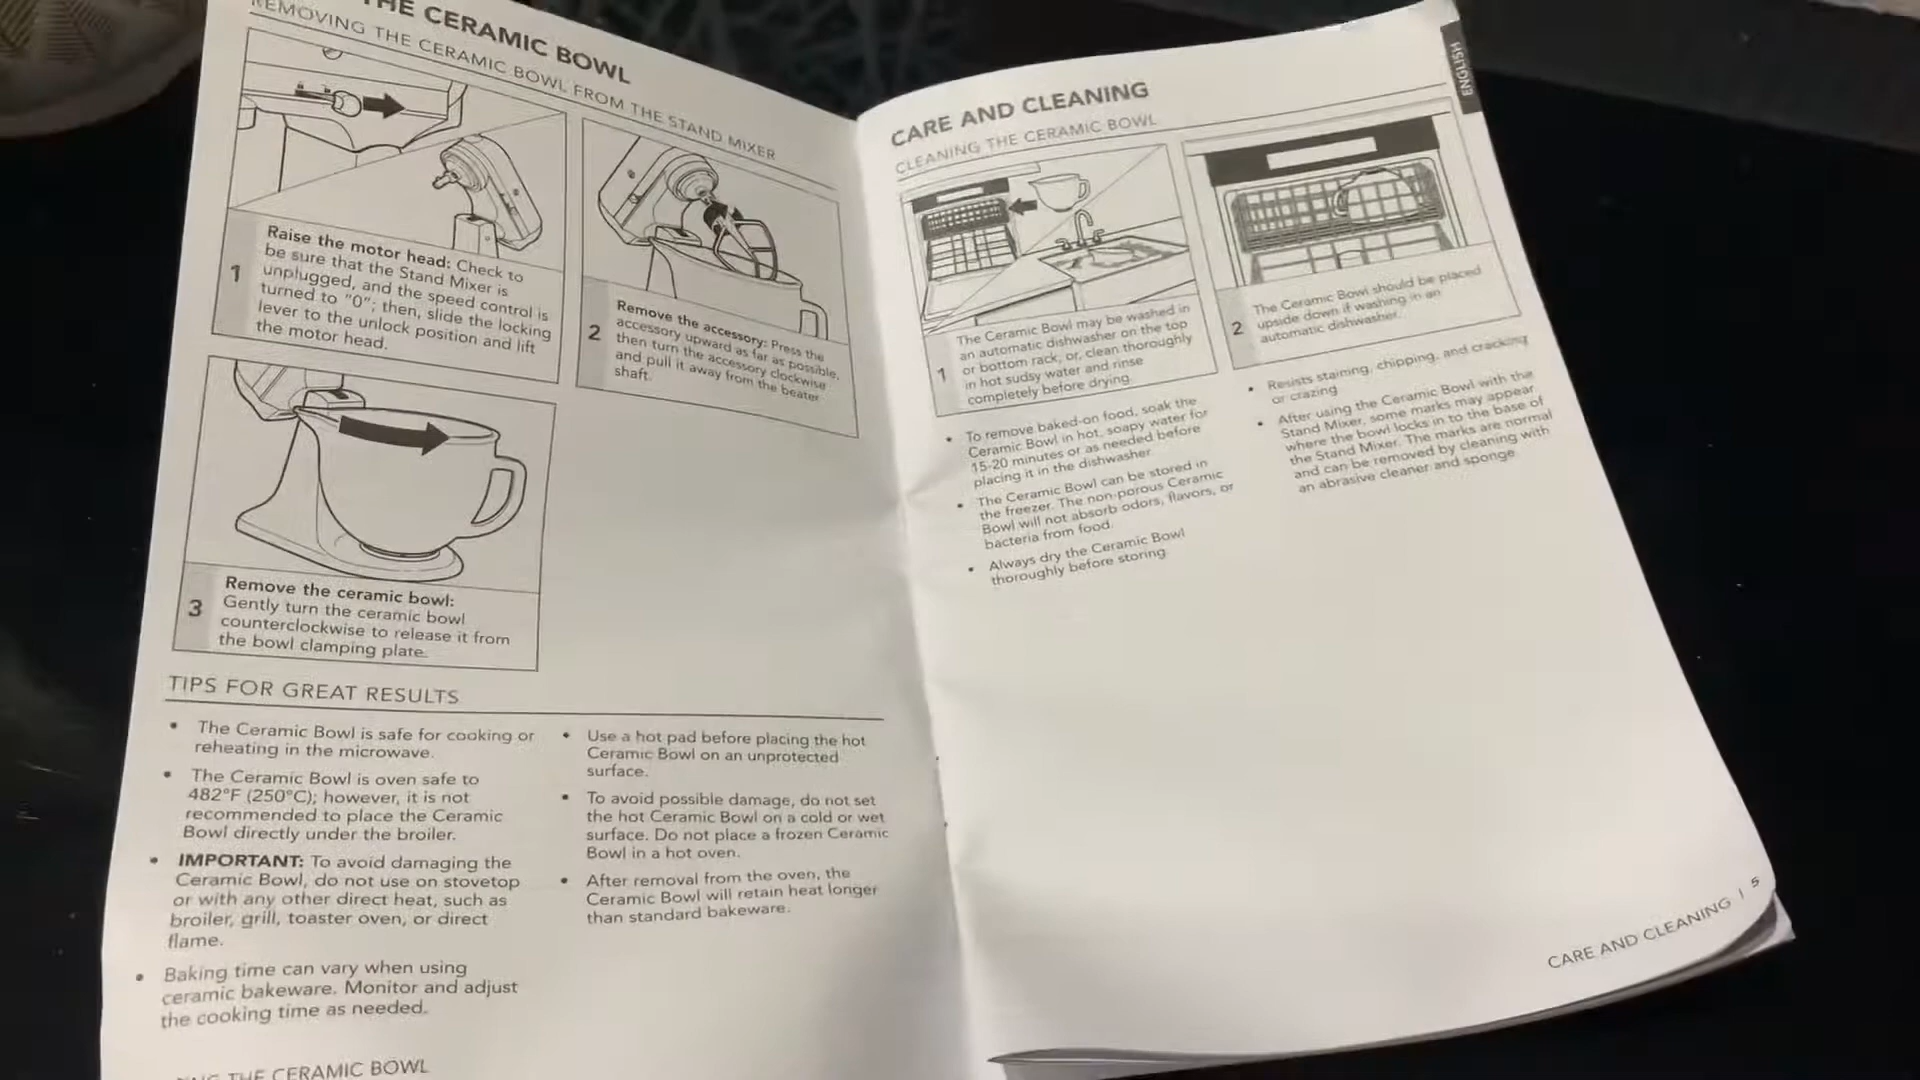 THE CERAMIC BOWL
REMOVING THE CERAMIC BOWL FROM THE STAND MIXER
1
Raise the motor head: Check to
be sure that the Stand Mixer is
unplugged, and the speed control is
turned to "0"; then, slide the locking
lever to the unlock position and lift
the motor head.
2
Remove the accessory: Press the
accessory upward as far as possible,
then turn the accessory clockwise
and pull it away from the beater
shaft.
3
Remove the ceramic bowl:
Gently turn the ceramic bowl
counterclockwise to release it from
the bowl clamping plate.
TIPS FOR GREAT RESULTS
• The Ceramic Bowl is safe for cooking or
reheating in the microwave.
• The Ceramic Bowl is oven safe to
482°F (250°C); however, it is not
recommended to place the Ceramic
Bowl directly under the broiler.
• IMPORTANT: To avoid damaging the
Ceramic Bowl, do not use on stovetop
or with any other direct heat, such as
broiler, grill, toaster oven, or direct
flame.
• Baking time can vary when using
ceramic bakeware. Monitor and adjust
the cooking time as needed.
• Use a hot pad before placing the hot
Ceramic Bowl on an unprotected
surface.
• To avoid possible damage, do not set
the hot Ceramic Bowl on a cold or wet
surface. Do not place a frozen Ceramic
Bowl in a hot oven.
• After removal from the oven, the
Ceramic Bowl will retain heat longer
than standard bakeware.
THE CERAMIC BOWL
ENGLISH
CARE AND CLEANING
CLEANING THE CERAMIC BOWL
1
The Ceramic Bowl may be washed in
an automatic dishwasher on the top
or bottom rack, or, clean thoroughly
in hot sudsy water and rinse
completely before drying.
2
The Ceramic Bowl should be placed
upside down if washing in an
automatic dishwasher.
• To remove baked-on food, soak the
Ceramic Bowl in hot, soapy water for
15-20 minutes or as needed before
placing it in the dishwasher.
• The Ceramic Bowl can be stored in
the freezer. The non-porous Ceramic
Bowl will not absorb odors, flavors, or
bacteria from food.
• Always dry the Ceramic Bowl
thoroughly before storing.
• Resists staining, chipping, and cracking
or crazing
• After using the Ceramic Bowl with the
Stand Mixer, some marks may appear
where the bowl locks in to the base of
the Stand Mixer. The marks are normal
and can be removed by cleaning with
an abrasive cleaner and sponge.
CARE AND CLEANING | 5